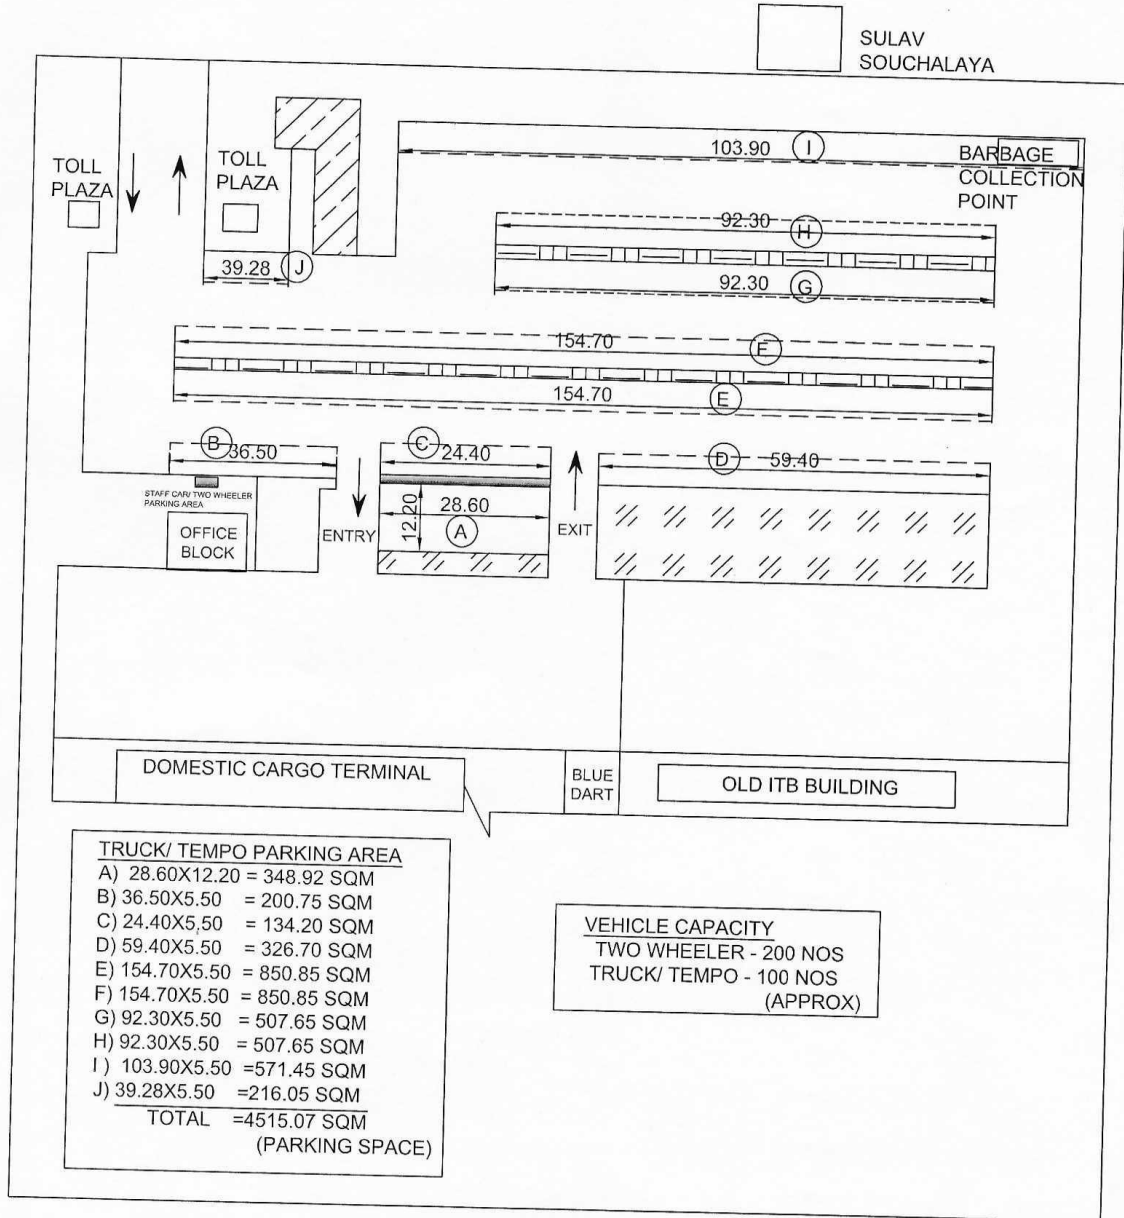 SULAV
SOUCHALAYA
TOLL
PLAZA
TOLL
PLAZA
103.90 I
BARBAGE
COLLECTION
POINT
92.30 H
39.28 J
92.30 G
154.70 F
154.70 E
B
36.50
C
24.40
D 59.40
STAFF CAR/ TWO WHEELER
PARKING AREA
OFFICE
BLOCK
ENTRY
12.20
28.60
A
EXIT
DOMESTIC CARGO TERMINAL
BLUE
DART
OLD ITB BUILDING
TRUCK/ TEMPO PARKING AREA
A) 28.60X12.20 = 348.92 SQM
B) 36.50X5.50 = 200.75 SQM
C) 24.40X5.50 = 134.20 SQM
D) 59.40X5.50 = 326.70 SQM
E) 154.70X5.50 = 850.85 SQM
F) 154.70X5.50 = 850.85 SQM
G) 92.30X5.50 = 507.65 SQM
H) 92.30X5.50 = 507.65 SQM
I ) 103.90X5.50 =571.45 SQM
J) 39.28X5.50 =216.05 SQM
TOTAL =4515.07 SQM
(PARKING SPACE)
VEHICLE CAPACITY
TWO WHEELER - 200 NOS
TRUCK/ TEMPO - 100 NOS
(APPROX)